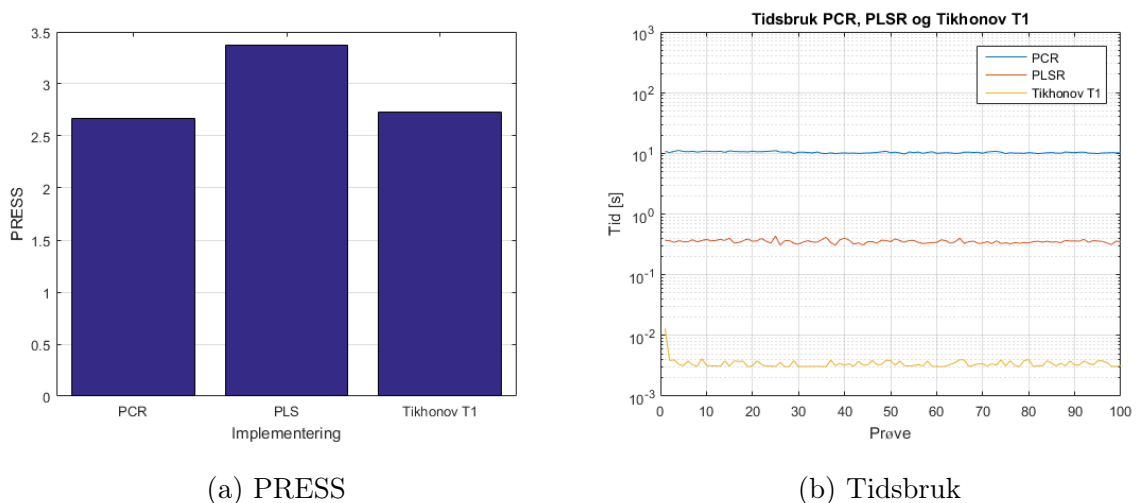 3.5
3
2.5
2
1.5
1
0.5
0
PRESS
PCR
PLS
Tikhonov T1
Implementering
(a) PRESS
Tidsbruk PCR, PLSR og Tikhonov T1
10^3
10^2
10^1
10^0
10^-1
10^-2
10^-3
Tid [s]
PCR
PLSR
Tikhonov T1
0 10 20 30 40 50 60 70 80 90 100
Prøve
(b) Tidsbruk